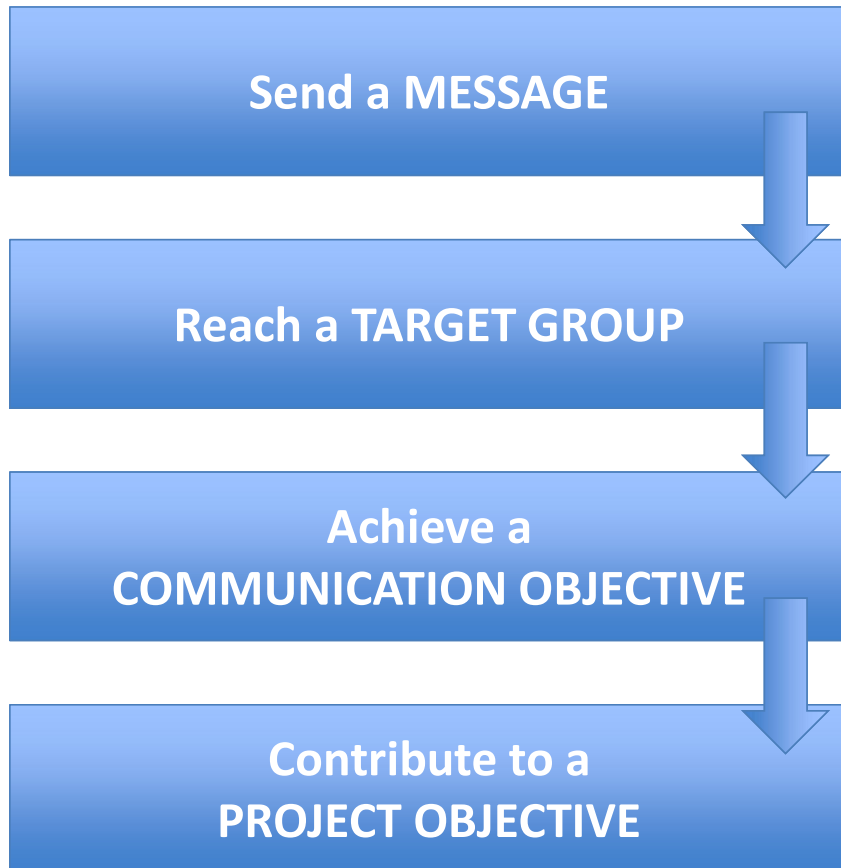 Send a MESSAGE
Reach a TARGET GROUP
Achieve a
COMMUNICATION OBJECTIVE
Contribute to a
PROJECT OBJECTIVE